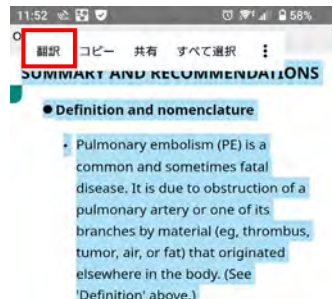 11:52 58%
翻訳 コピー 共有 すべて選択
SUMMARY AND RECOMMENDATIONS
● Definition and nomenclature
• Pulmonary embolism (PE) is a
common and sometimes fatal
disease. It is due to obstruction of a
pulmonary artery or one of its
branches by material (eg, thrombus,
tumor, air, or fat) that originated
elsewhere in the body. (See
'Definition' above.)